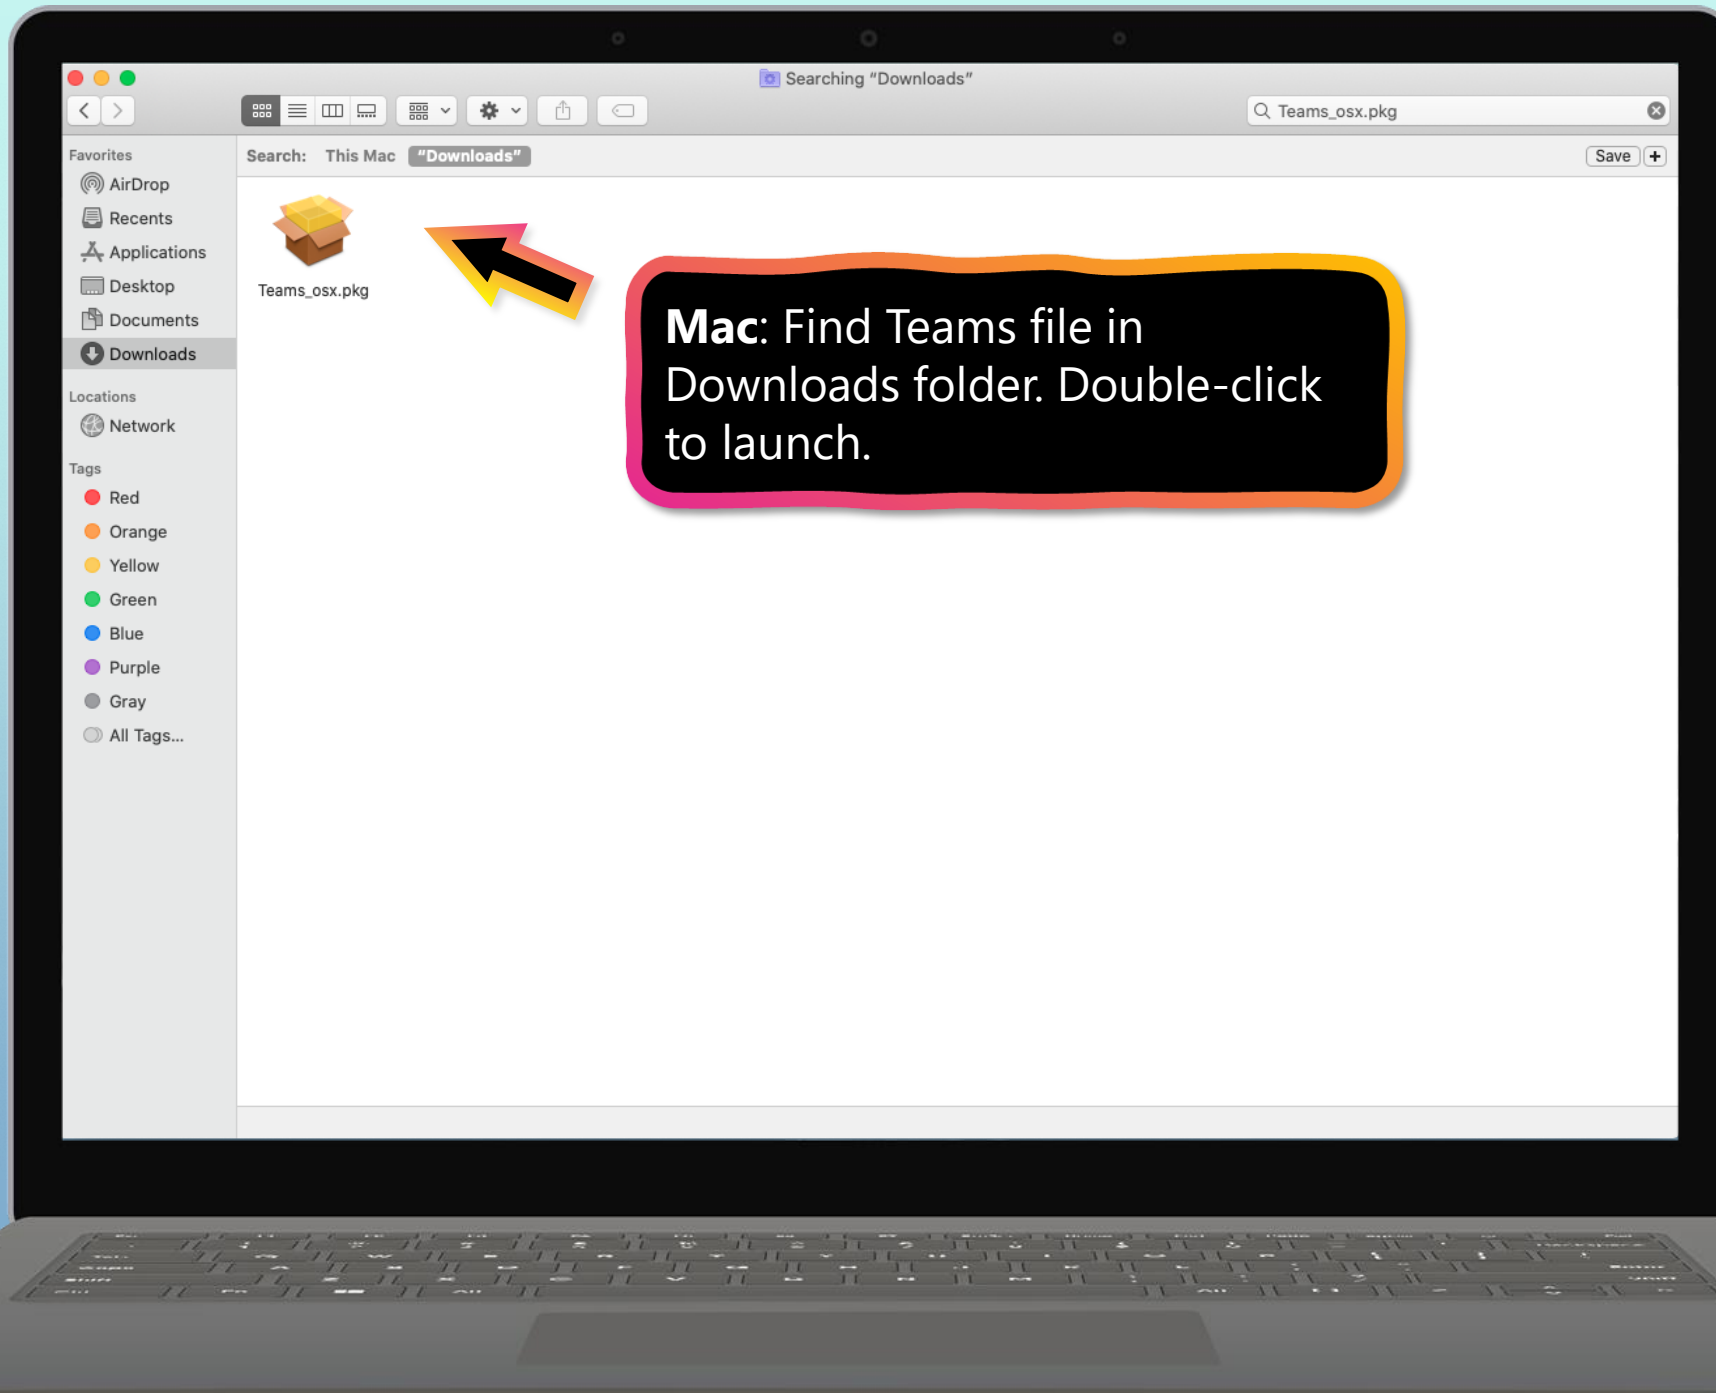 Searching “Downloads”
Teams_osx.pkg
Favorites
AirDrop
Recents
Applications
Desktop
Documents
Downloads
Locations
Network
Tags
Red
Orange
Yellow
Green
Blue
Purple
Gray
All Tags...
Search: This Mac “Downloads”
Save +
Teams_osx.pkg
Mac: Find Teams file in
Downloads folder. Double-click
to launch.